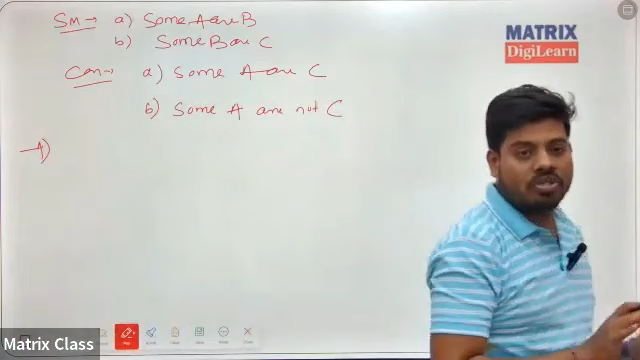 SM → a) Some A are B
b) Some B are C
Con → a) Some A are C
b) Some A are not C
→)
MATRIX
DigiLearn
Matrix Class